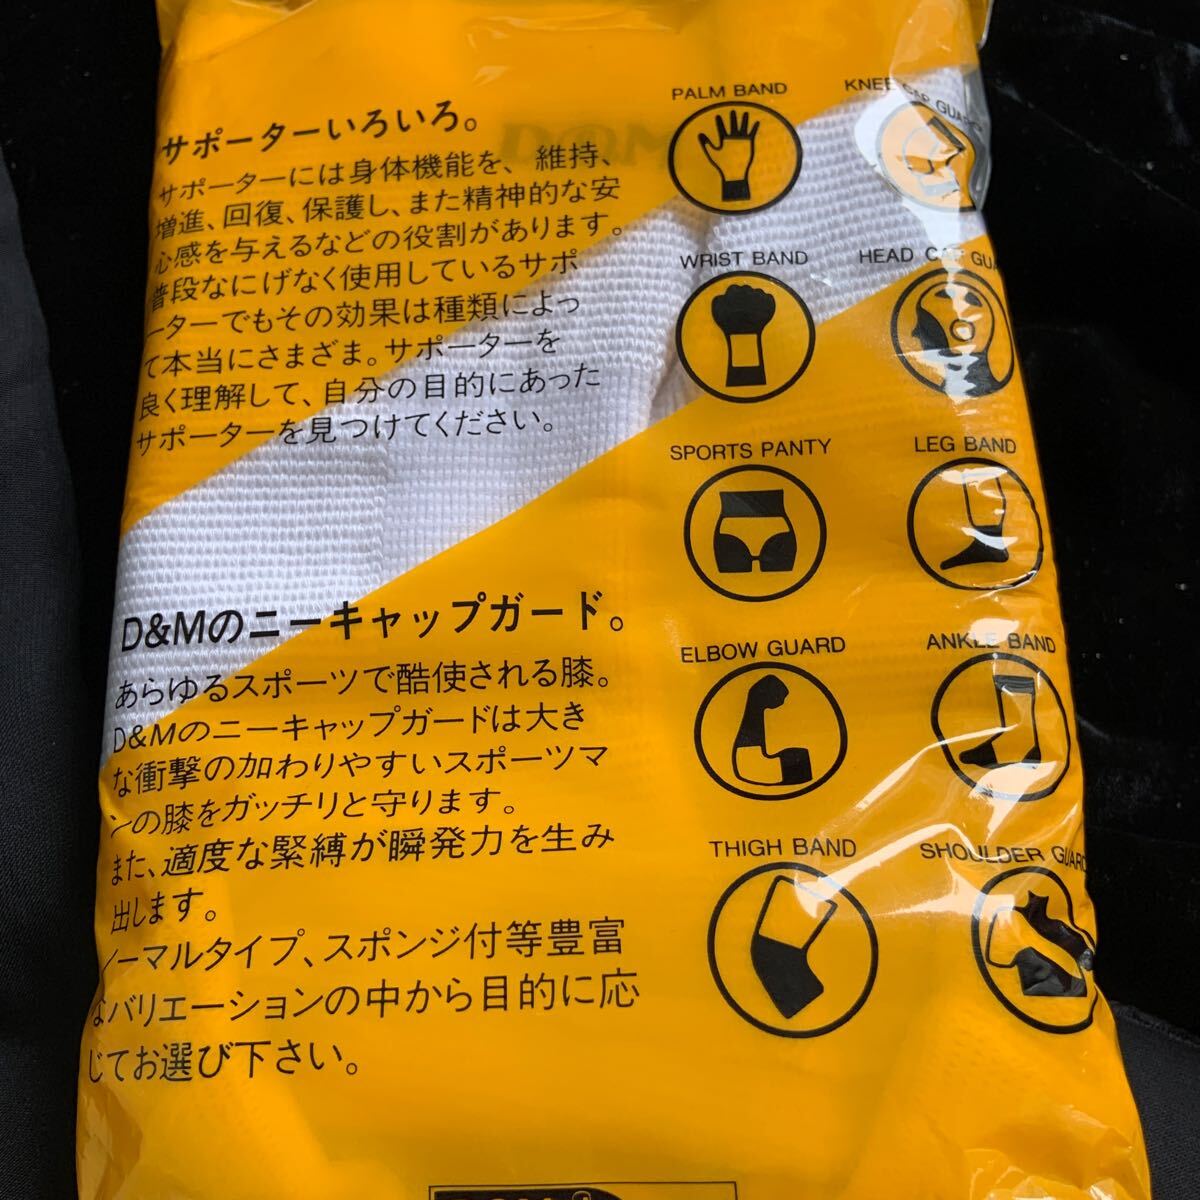 サポーターいろいろ。
サポーターには身体機能を、維持、
増進、回復、保護し、また精神的な安
心感を与えるなどの役割があります。
普段なにげなく使用しているサポ
ーターでもその効果は種類によっ
て本当にさまざま。サポーターを
良く理解して、自分の目的にあった
サポーターを見つけてください。
D&Mのニーキャップガード。
あらゆるスポーツで酷使される膝。
D&Mのニーキャップガードは大き
な衝撃の加わりやすいスポーツマ
ンの膝をガッチリと守ります。
また、適度な緊縛が瞬発力を生み
出します。
ノーマルタイプ、スポンジ付等豊富
なバリエーションの中から目的に応
じてお選び下さい。
PALM BAND
KNEE CAP GUARD
WRIST BAND
HEAD CAP GUA
SPORTS PANTY
LEG BAND
ELBOW GUARD
ANKLE BAND
THIGH BAND
SHOULDER GUARD
D&M